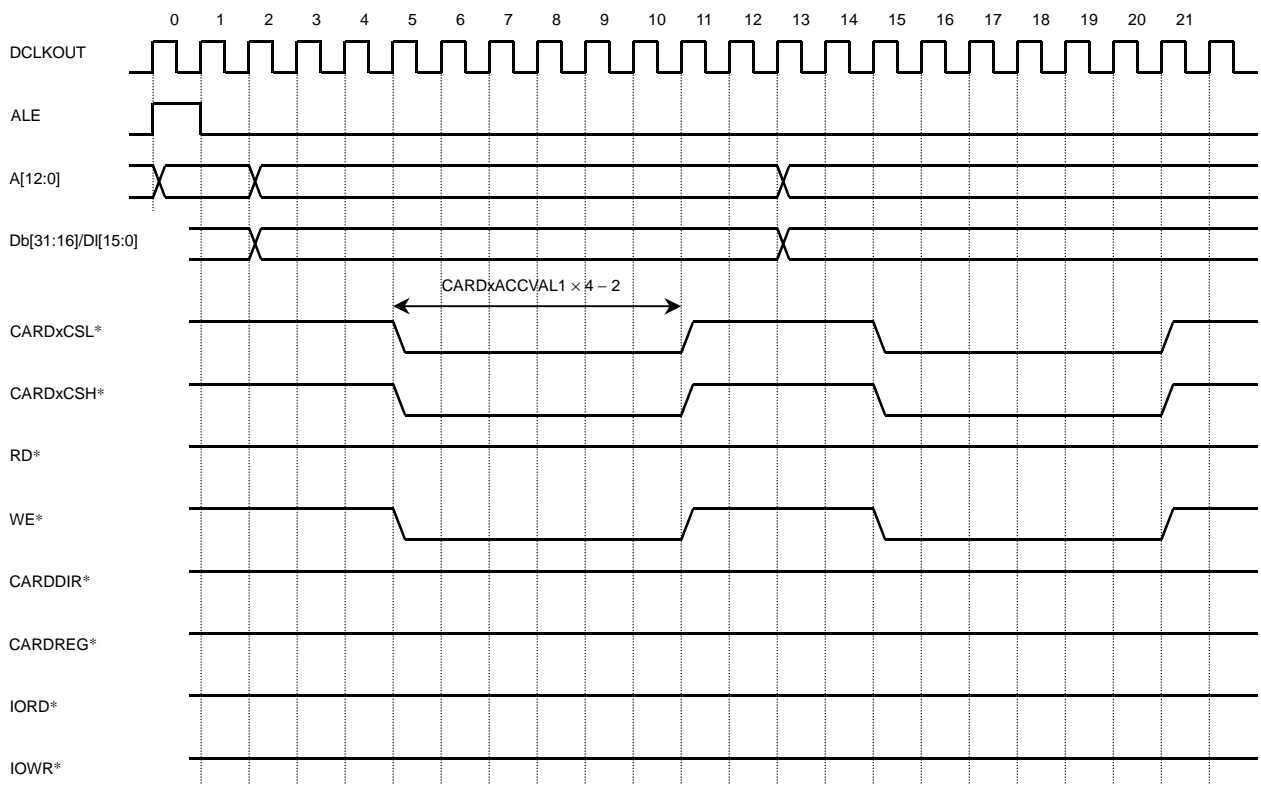 0 1 2 3 4 5 6 7 8 9 10 11 12 13 14 15 16 17 18 19 20 21
DCLKOUT
ALE
A[12:0]
Db[31:16]/Dl[15:0]
CARDxACCVAL1 × 4 − 2
CARDxCSL*
CARDxCSH*
RD*
WE*
CARDDIR*
CARDREG*
IORD*
IOWR*